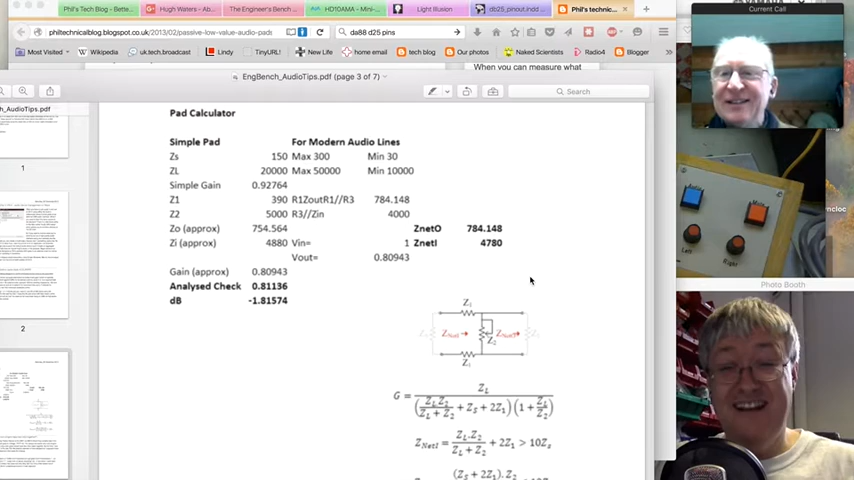 Phil's Tech Blog - Bette...
Hugh Waters - Ab...
The Engineer's Bench ...
HD10AMA - Mini-...
Light Illusion
db25_pinout.indd
Phil's technic...
philtechnicalblog.blogspot.co.uk/2013/02/passive-low-value-audio-pads
da88 d25 pins
Most Visited
Wikipedia
uk.tech.broadcast
Lindy
TinyURL!
New Life
home email
tech blog
Our photos
Naked Scientists
Radio4
Blogger
When you can measure what
EngBench_AudioTips.pdf (page 3 of 7)
Search
h_AudioTips.pdf
1
2
Pad Calculator
Simple Pad For Modern Audio Lines
Zs 150 Max 300 Min 30
ZL 20000 Max 50000 Min 10000
Simple Gain 0.92764
Z1 390 R1ZoutR1//R3 784.148
Z2 5000 R3//Zin 4000
Zo (approx) 754.564 ZnetO 784.148
Zi (approx) 4880 Vin= 1 ZnetI 4780
Vout= 0.80943
Gain (approx) 0.80943
Analysed Check 0.81136
dB -1.81574
Current Call
Photo Booth
Left
Right